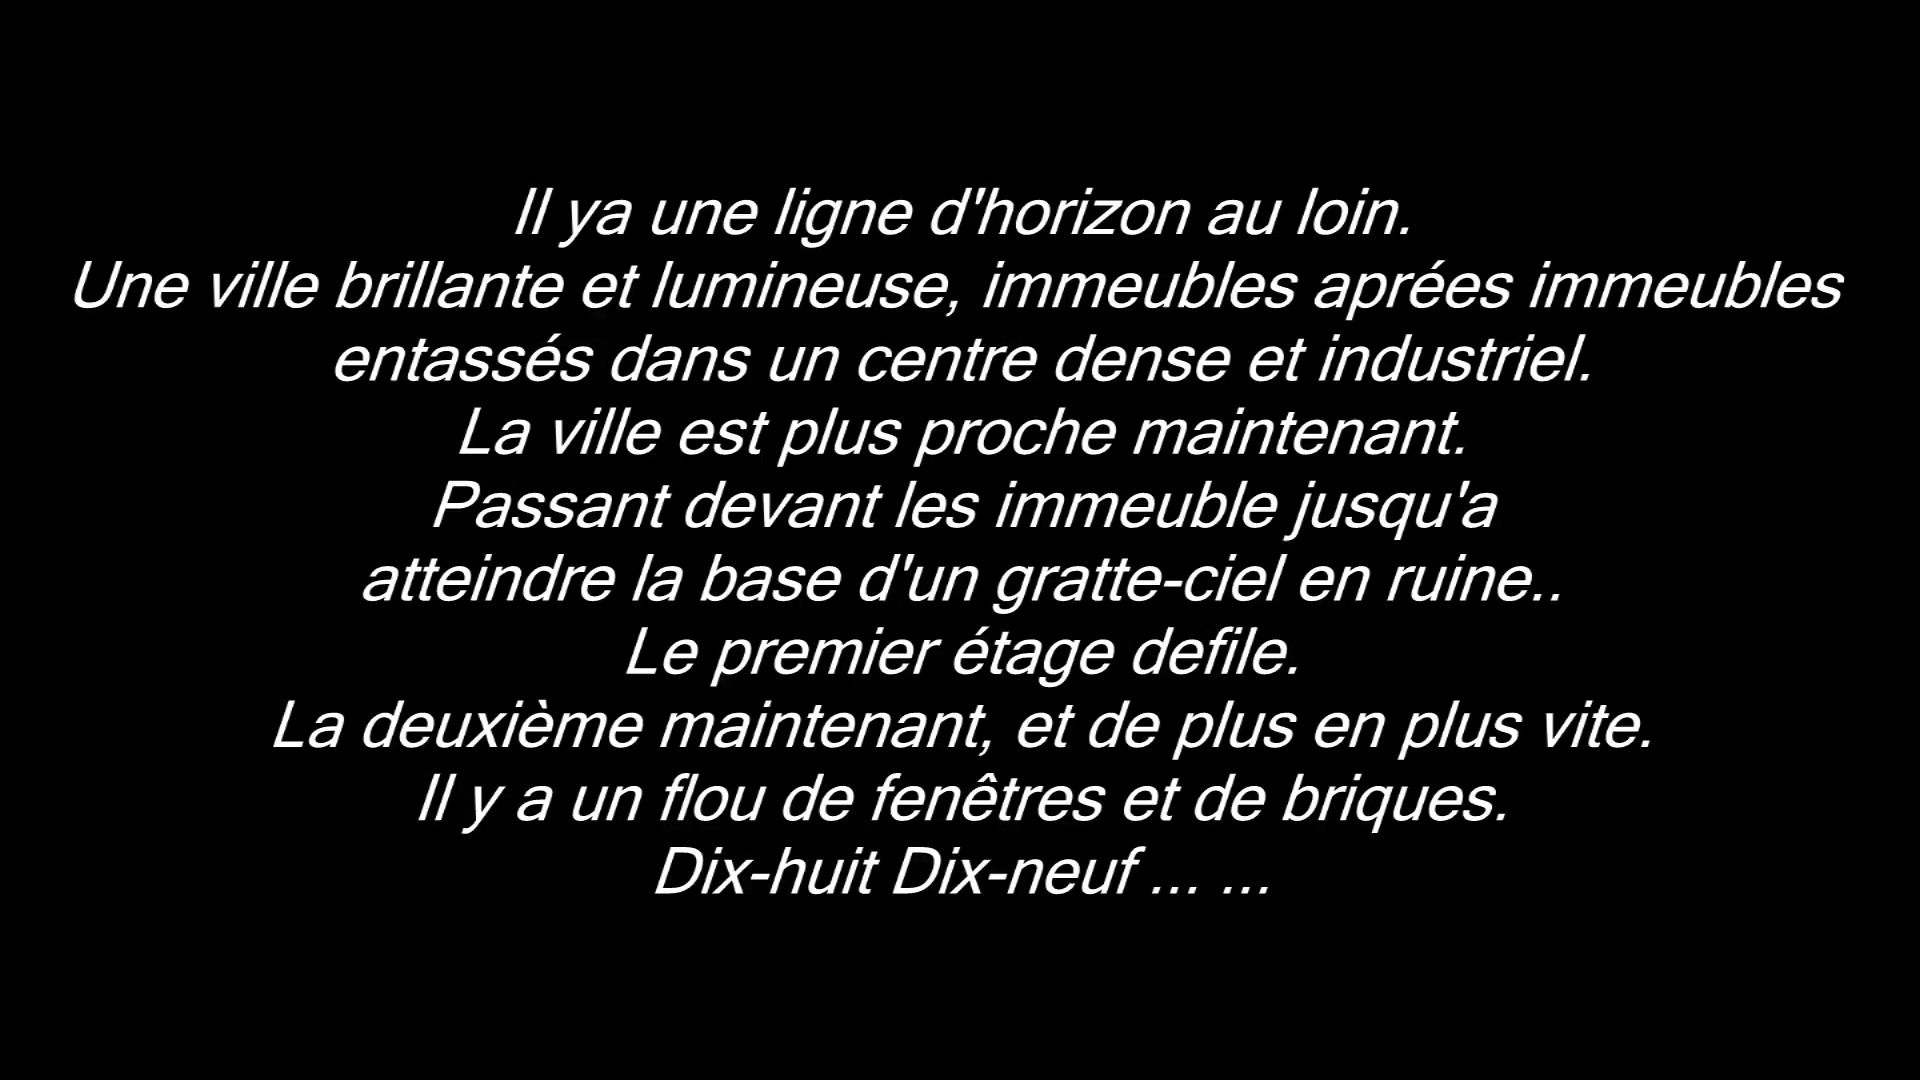 Il ya une ligne d'horizon au loin.
Une ville brillante et lumineuse, immeubles aprées immeubles
entassés dans un centre dense et industriel.
La ville est plus proche maintenant.
Passant devant les immeuble jusqu'a
atteindre la base d'un gratte-ciel en ruine..
Le premier étage defile.
La deuxième maintenant, et de plus en plus vite.
Il y a un flou de fenêtres et de briques.
Dix-huit Dix-neuf ... ...